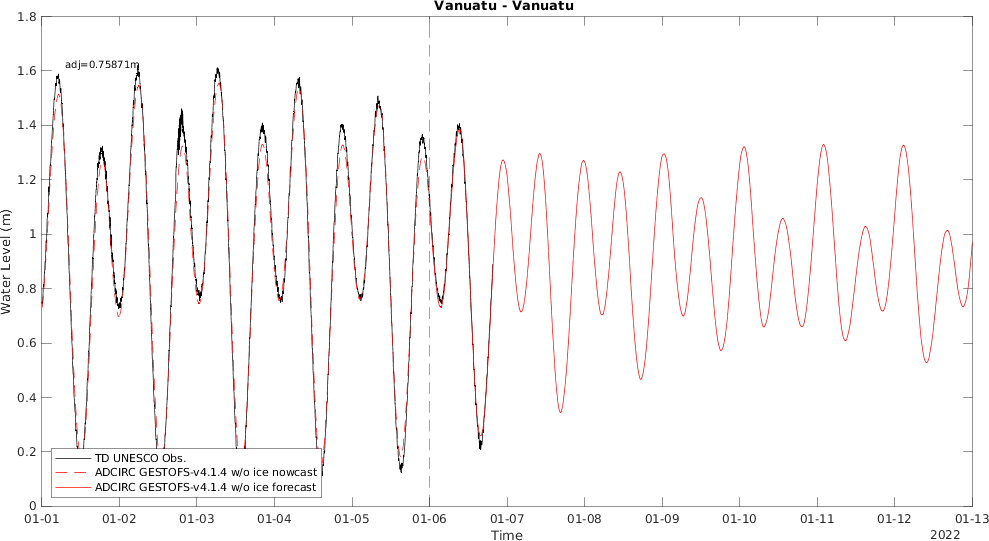 Vanuatu - Vanuatu
adj=0.75871m
Water Level (m)
1.8
1.6
1.4
1.2
1
0.8
0.6
0.4
0.2
0
TD UNESCO Obs.
ADCIRC GESTOFS-v4.1.4 w/o ice nowcast
ADCIRC GESTOFS-v4.1.4 w/o ice forecast
01-01 01-02 01-03 01-04 01-05 01-06 01-07 01-08 01-09 01-10 01-11 01-12 01-13
Time
2022